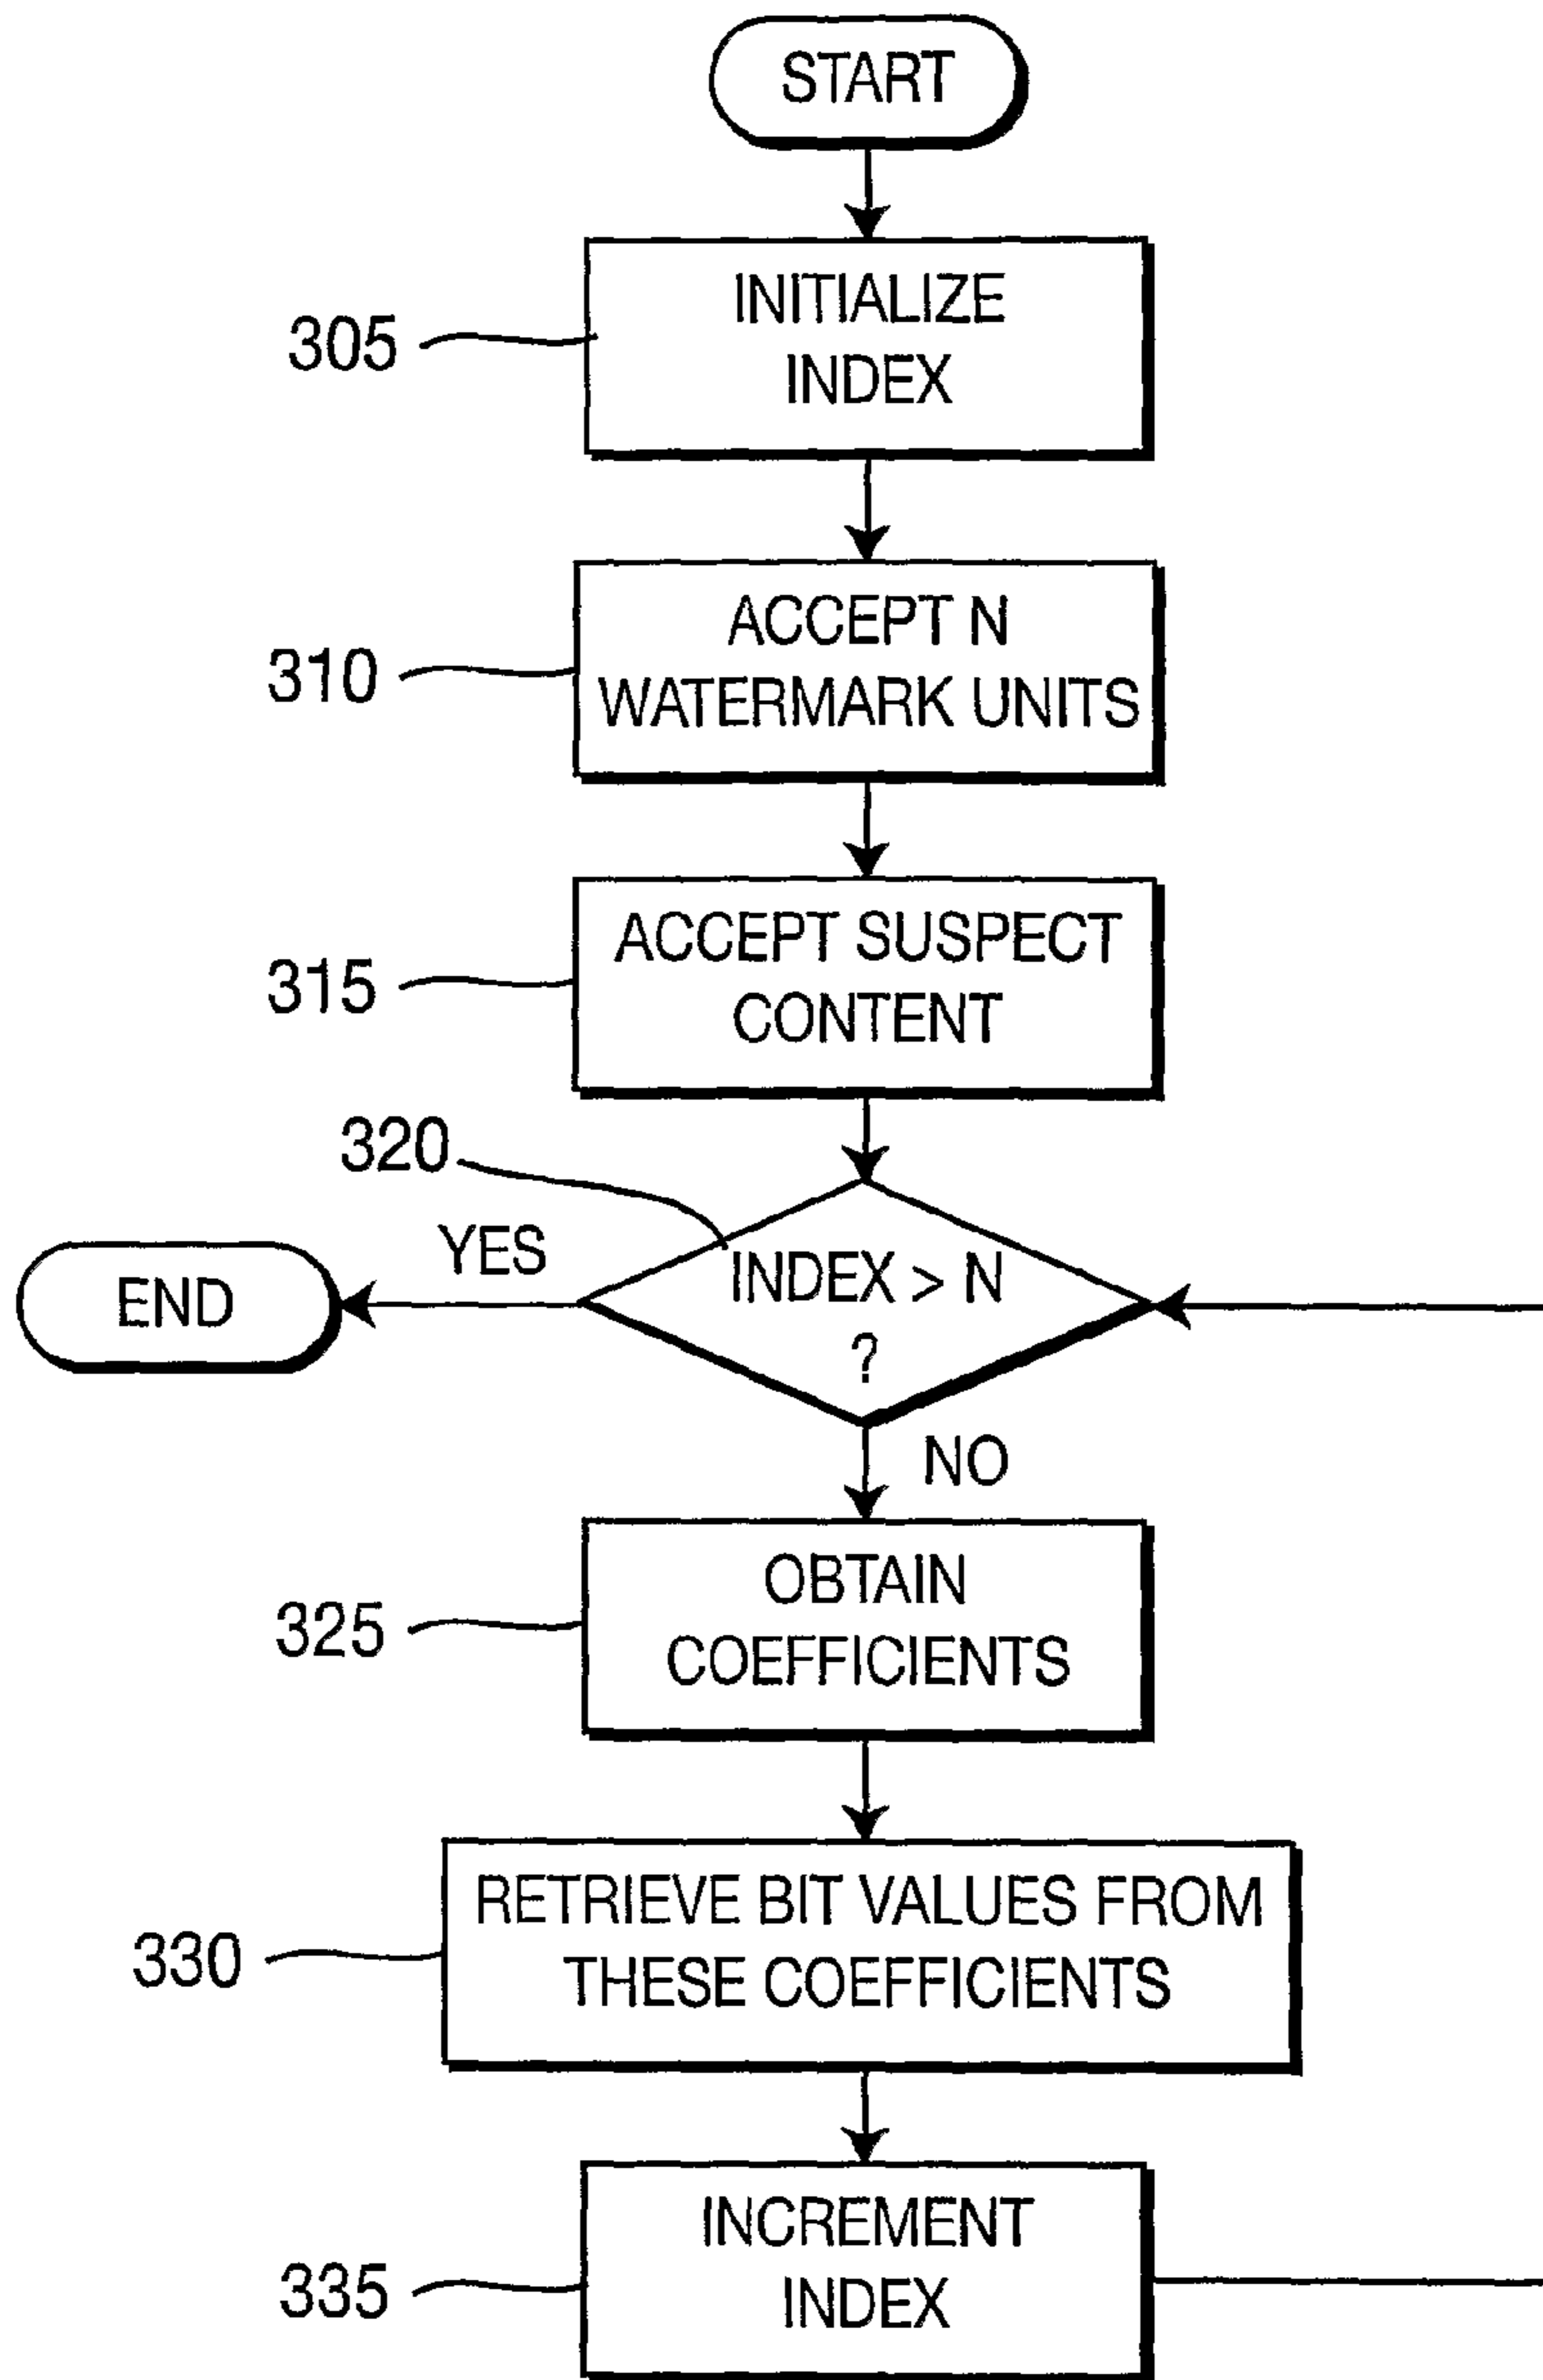 START
305
INITIALIZE
INDEX
310
ACCEPT N
WATERMARK UNITS
315
ACCEPT SUSPECT
CONTENT
320
YES
END
INDEX > N
?
NO
325
OBTAIN
COEFFICIENTS
330
RETRIEVE BIT VALUES FROM
THESE COEFFICIENTS
335
INCREMENT
INDEX